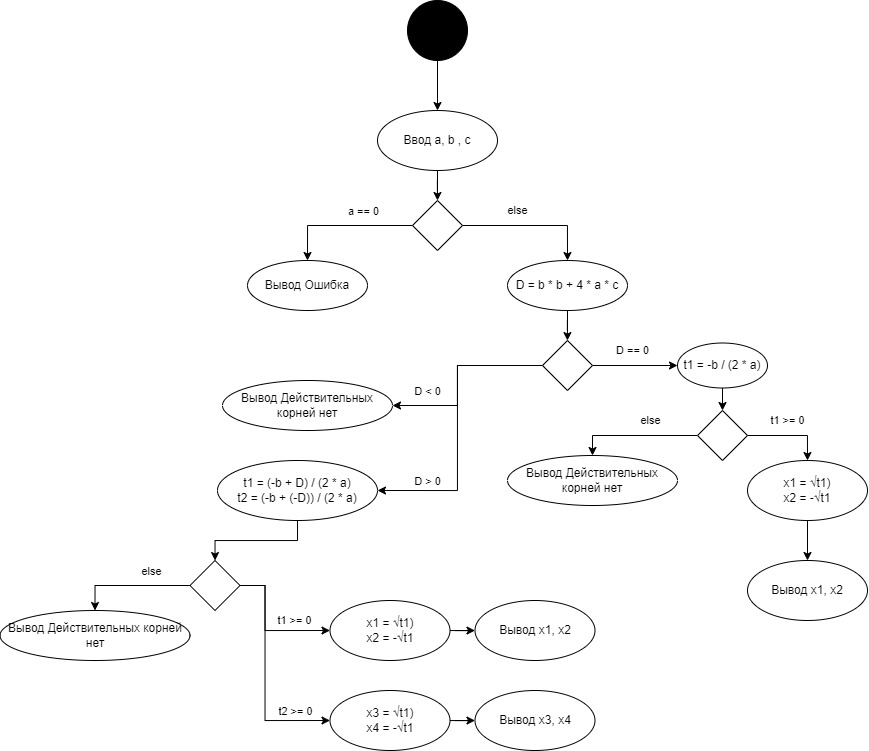 Ввод a, b , c
a == 0
else
Вывод Ошибка
D = b * b + 4 * a * c
D == 0
t1 = -b / (2 * a)
D < 0
Вывод Действительных
корней нет
else
t1 >= 0
Вывод Действительных
корней нет
x1 = √t1)
x2 = -√t1
D > 0
t1 = (-b + D) / (2 * a)
t2 = (-b + (-D)) / (2 * a)
Вывод x1, x2
else
Вывод Действительных корней
нет
t1 >= 0
x1 = √t1)
x2 = -√t1
Вывод x1, x2
t2 >= 0
x3 = √t1)
x4 = -√t1
Вывод x3, x4